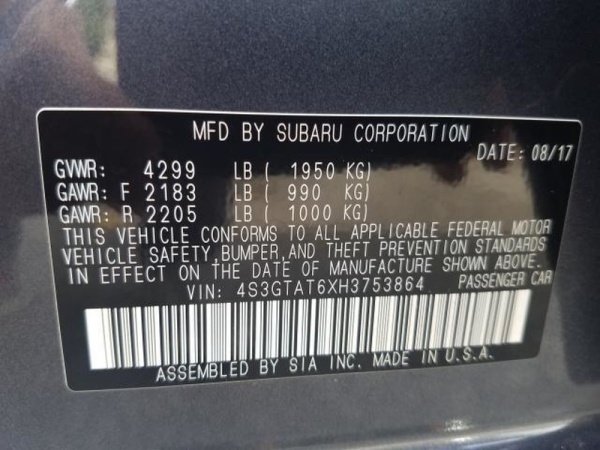 MFD BY SUBARU CORPORATION
DATE: 08/17
GVWR: 4299 LB ( 1950 KG)
GAWR: F 2183 LB ( 990 KG)
GAWR: R 2205 LB ( 1000 KG)
THIS VEHICLE CONFORMS TO ALL APPLICABLE FEDERAL MOTOR
VEHICLE SAFETY, BUMPER, AND THEFT PREVENTION STANDARDS
IN EFFECT ON THE DATE OF MANUFACTURE SHOWN ABOVE.
VIN: 4S3GTAT6XH3753864 PASSENGER CAR
ASSEMBLED BY SIA INC. MADE IN U.S.A.